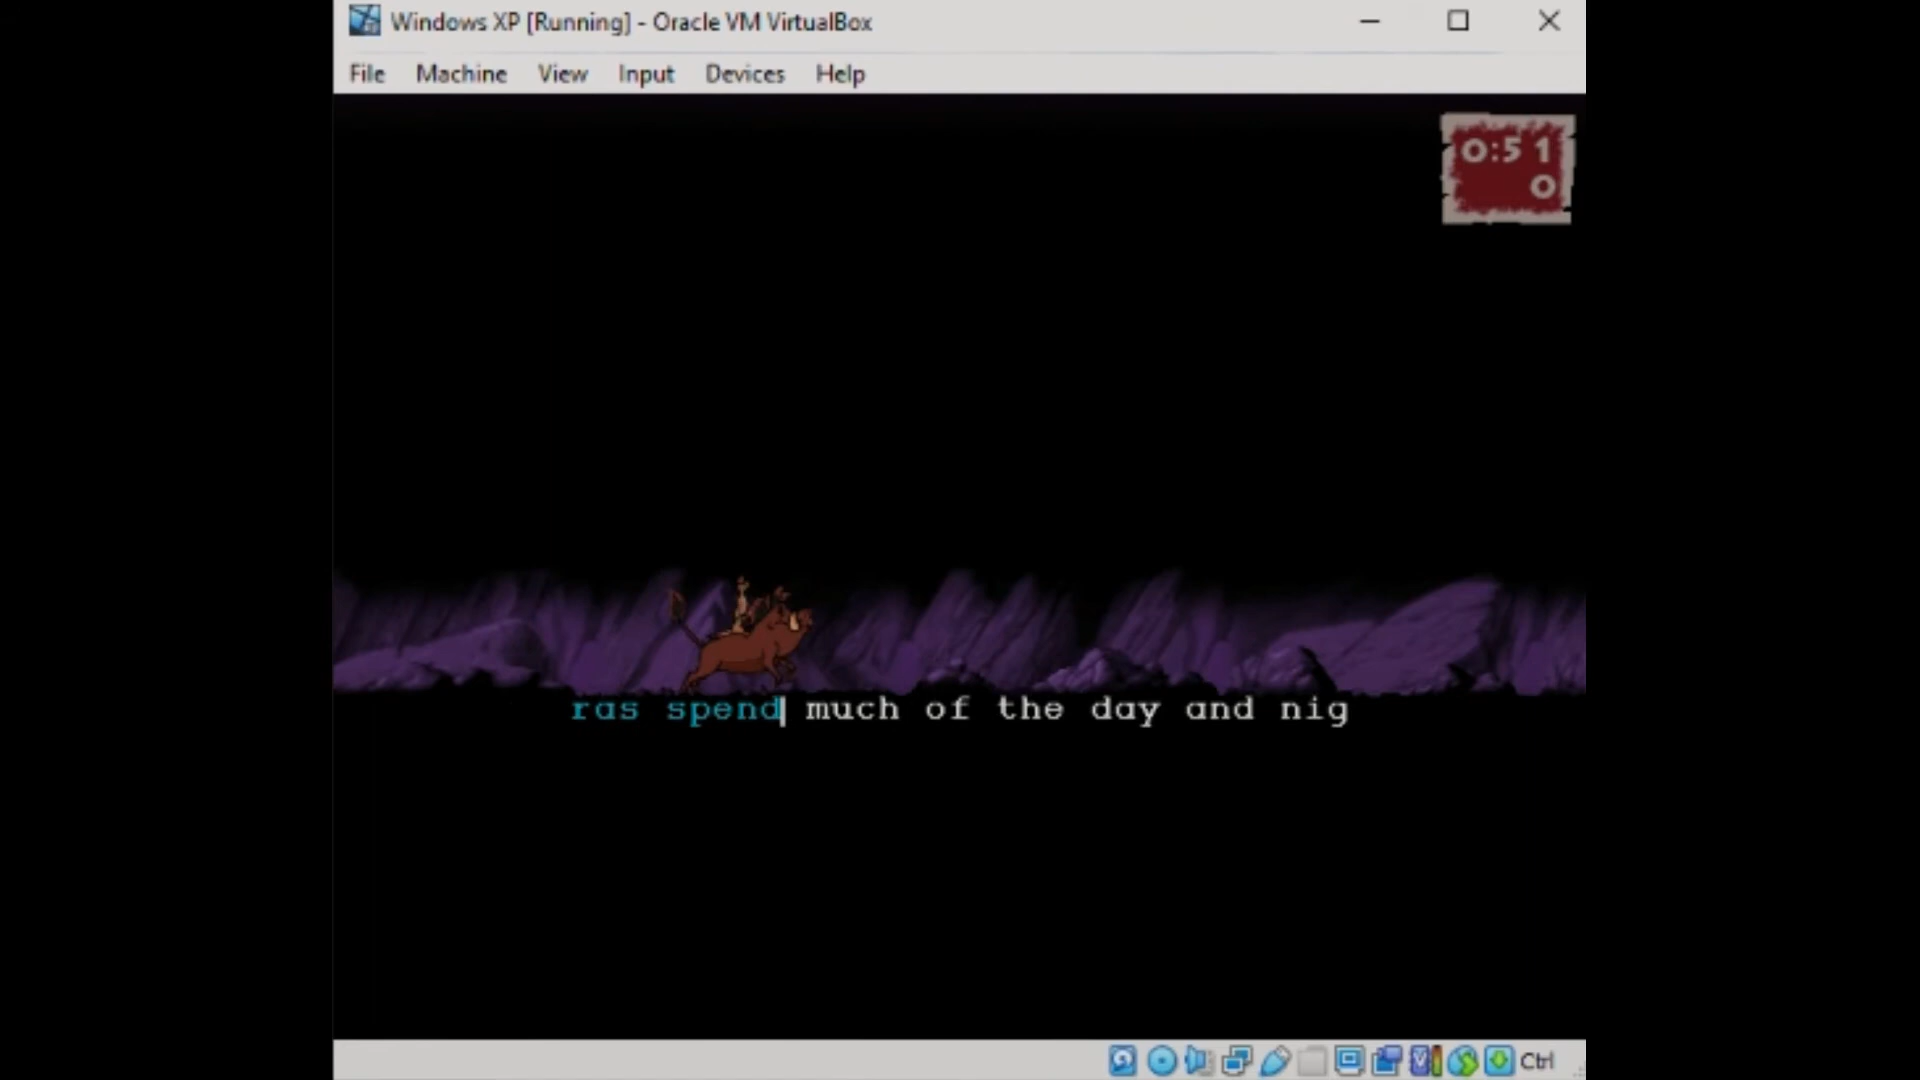 Windows XP [Running] - Oracle VM VirtualBox
File Machine View Input Devices Help
0:51
0
ras spend much of the day and nig
Ctrl